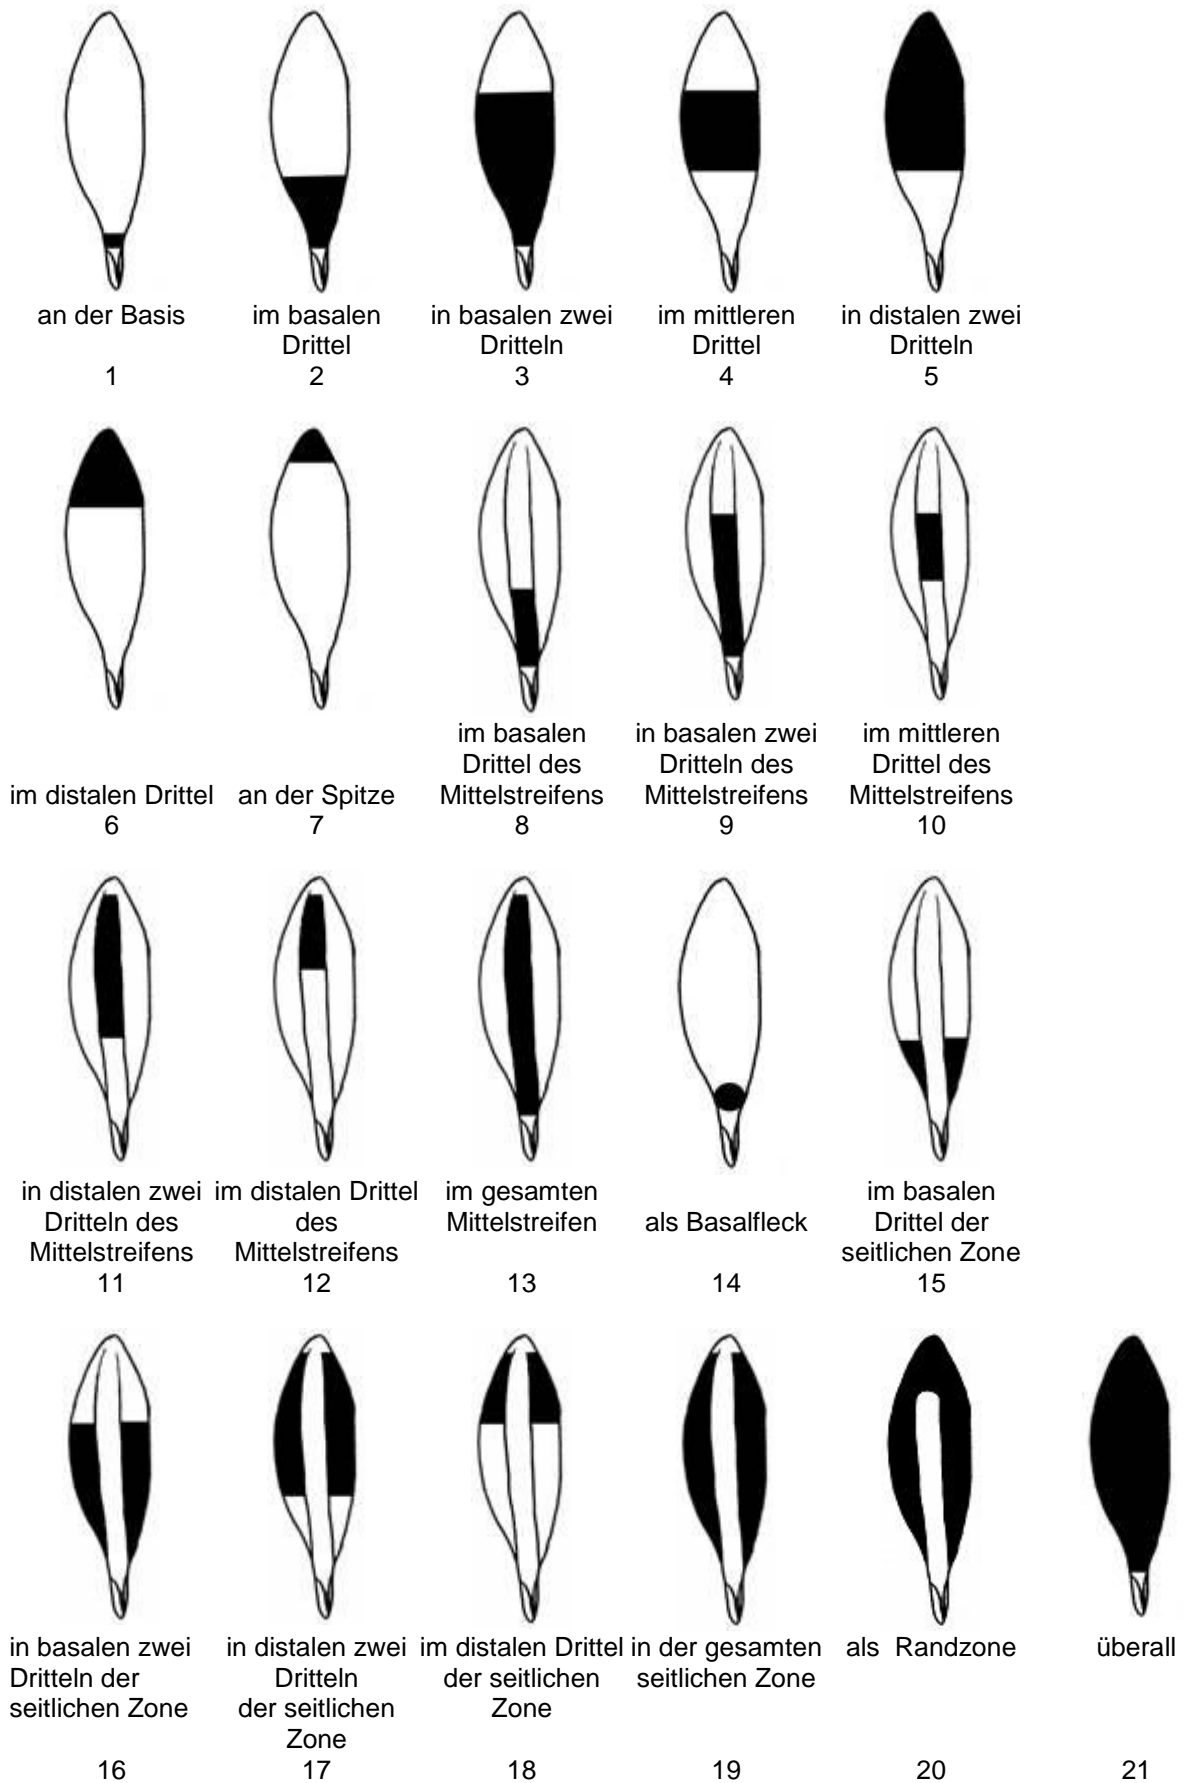 an der Basis
1
im basalen
Drittel
2
in basalen zwei
Dritteln
3
im mittleren
Drittel
4
in distalen zwei
Dritteln
5
im distalen Drittel
6
an der Spitze
7
im basalen
Drittel des
Mittelstreifens
8
in basalen zwei
Dritteln des
Mittelstreifens
9
im mittleren
Drittel des
Mittelstreifens
10
in distalen zwei
Dritteln des
Mittelstreifens
11
im distalen Drittel
des
Mittelstreifens
12
im gesamten
Mittelstreifen
13
als Basalfleck
14
im basalen
Drittel der
seitlichen Zone
15
in basalen zwei
Dritteln der
seitlichen Zone
16
in distalen zwei
Dritteln
der seitlichen
Zone
17
im distalen Drittel
der seitlichen
Zone
18
in der gesamten
seitlichen Zone
19
als Randzone
20
überall
21